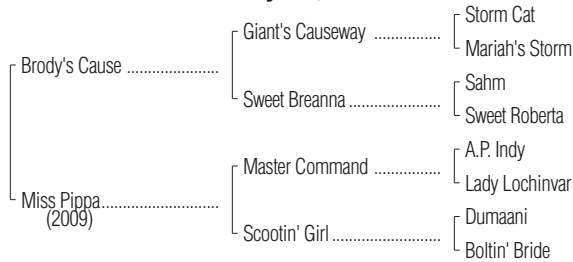 Storm Cat
Giant's Causeway ................
Mariah's Storm
Brody's Cause ......................
Sahm
Sweet Breanna ......................
Sweet Roberta
A.P. Indy
Master Command ................
Lady Lochinvar
Miss Pippa............................
(2009)
Dumaani
Scootin' Girl ..........................
Boltin' Bride